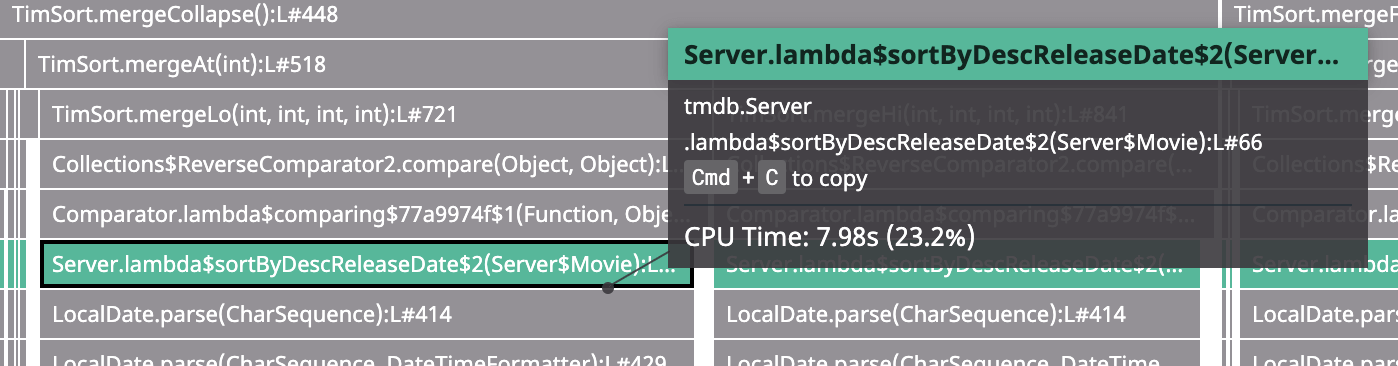 TimSort.mergeCollapse():L#448
TimSort.mergeF
TimSort.mergeAt(int):L#518
Server.lambda$sortByDescReleaseDate$2(Server...
rge
TimSort.mergeLo(int, int, int, int):L#721
tmdb.Server
mergeHi(int, int, int, int):L#841
TimSort.merg
Collections$ReverseComparator2.compare(Object, Object):L
.lambda$sortByDescReleaseDate$2(Server$Movie):L#66
Collections$Re
Comparator.lambda$comparing$77a9974f$1(Function, Obje...
Cmd + C to copy
Comparator.lambda$comparing$77a9974f$...
Comparator.la
CPU Time: 7.98s (23.2%)
Server.lambda$sortByDescReleaseDate$2(Server$Movie):L...
Server.lambda$sortByDescReleaseDate$2(...
Server.lambda
LocalDate.parse(CharSequence):L#414
LocalDate.parse(CharSequence):L#414
LocalDate.pars
LocalDate.parse(CharSequence, DateTimeFormatter):L#429
LocalDate.parse(CharSequence, DateTime...
LocalDate.pars